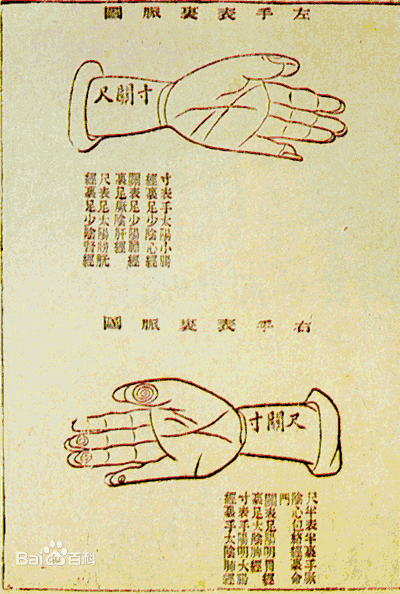 左手表裏脈圖
寸關尺
寸表手太陽小腸
經裏手少陰心經
關表足少陽膽經
裏足厥陰肝經
尺表足太陽膀胱
經裏足少陰腎經
右手表裏脈圖
尺關寸
尺半表半裏手厥
陰心包絡經裏命
門
關表足陽明胃經
裏足太陰脾經
寸表手陽明大腸
經裏手太陰肺經
Bai百科